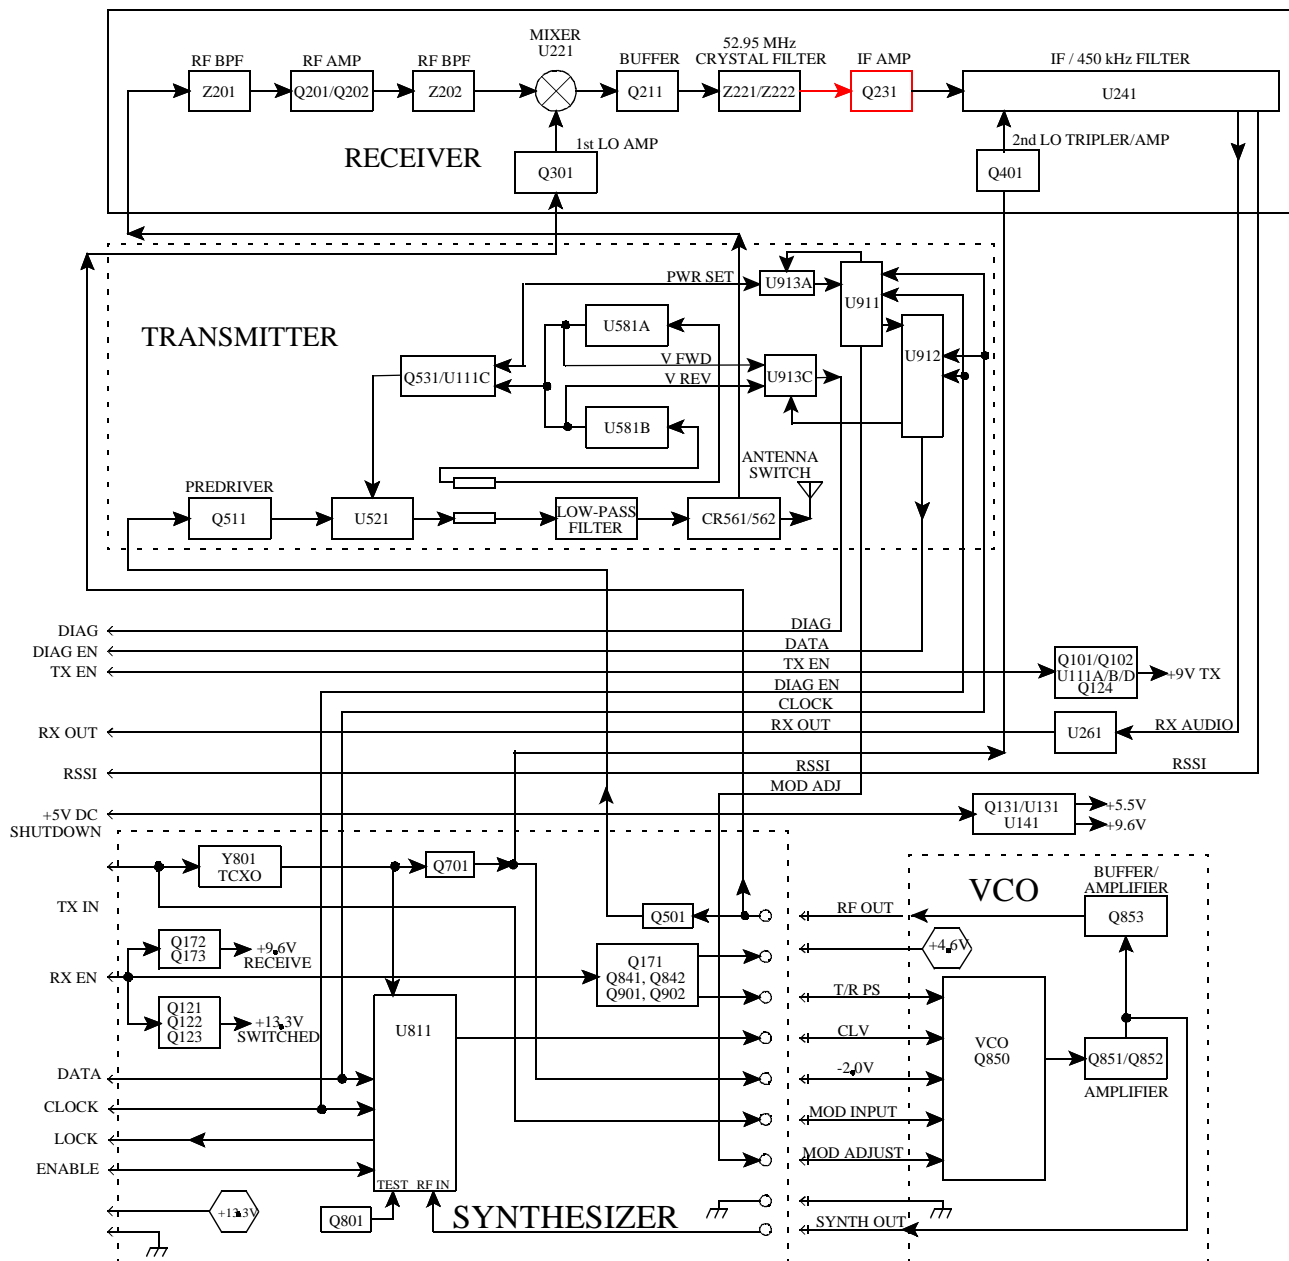 MIXER
U221
RF BPF
RF AMP
RF BPF
BUFFER
52.95 MHz
CRYSTAL FILTER
IF AMP
IF / 450 kHz FILTER
Z201
Q201/Q202
Z202
Q211
Z221/Z222
Q231
U241
RECEIVER
1st LO AMP
Q301
2nd LO TRIPLER/AMP
Q401
TRANSMITTER
PWR SET
U913A
U911
U581A
U912
Q531/U111C
V FWD
V REV
U913C
U581B
ANTENNA
SWITCH
PREDRIVER
Q511
U521
LOW-PASS
FILTER
CR561/562
DIAG
DIAG
DIAG EN
DATA
TX EN
TX EN
Q101/Q102
U111A/B/D
Q124
+9V TX
DIAG EN
CLOCK
RX OUT
RX OUT
U261
RX AUDIO
RSSI
RSSI
RSSI
MOD ADJ
+5V DC
SHUTDOWN
Q131/U131
U141
+5.5V
+9.6V
Y801
TCXO
Q701
VCO
BUFFER/
AMPLIFIER
TX IN
Q501
RF OUT
Q853
Q172
Q173
+9.6V
RECEIVE
+4.6V
RX EN
Q171
Q841, Q842
Q901, Q902
T/R PS
Q121
Q122
Q123
+13.3V
SWITCHED
U811
CLV
VCO
Q850
Q851/Q852
AMPLIFIER
DATA
-2.0V
CLOCK
MOD INPUT
LOCK
MOD ADJUST
ENABLE
TEST
RF IN
+13.3V
Q801
SYNTHESIZER
SYNTH OUT